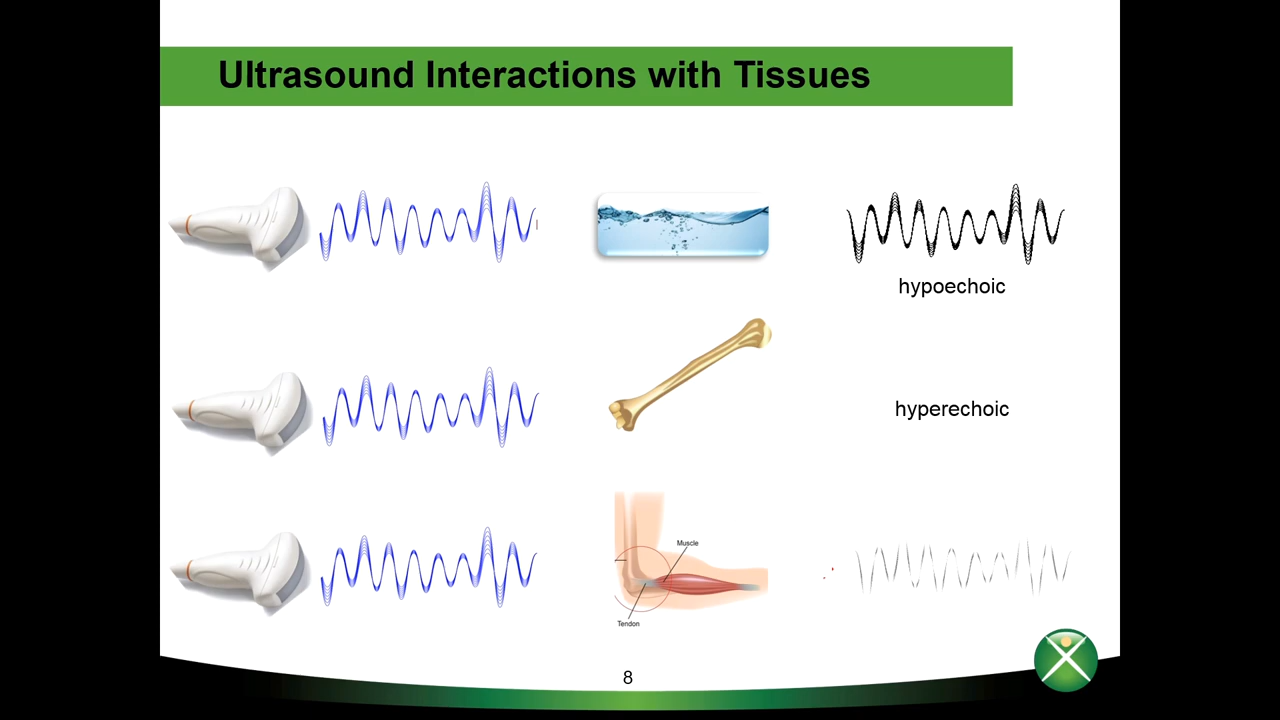 Ultrasound Interactions with Tissues
hypoechoic
hyperechoic
Muscle
Tendon
8